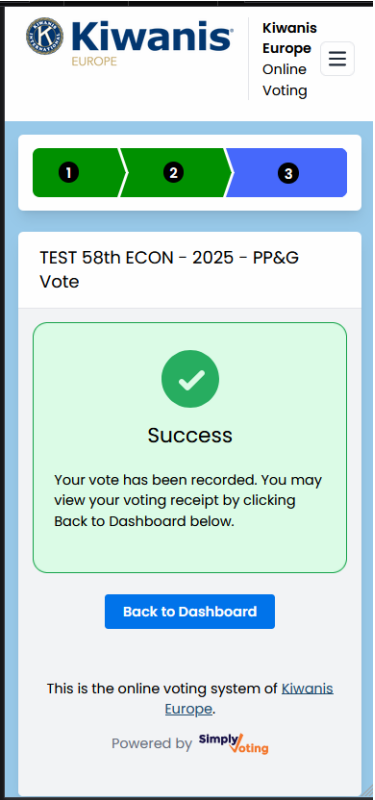 Kiwanis
EUROPE
Kiwanis
Europe
Online
Voting
1
2
3
TEST 58th ECON - 2025 - PP&G
Vote
Success
Your vote has been recorded. You may
view your voting receipt by clicking
Back to Dashboard below.
Back to Dashboard
This is the online voting system of Kiwanis
Europe.
Powered by Simply Voting